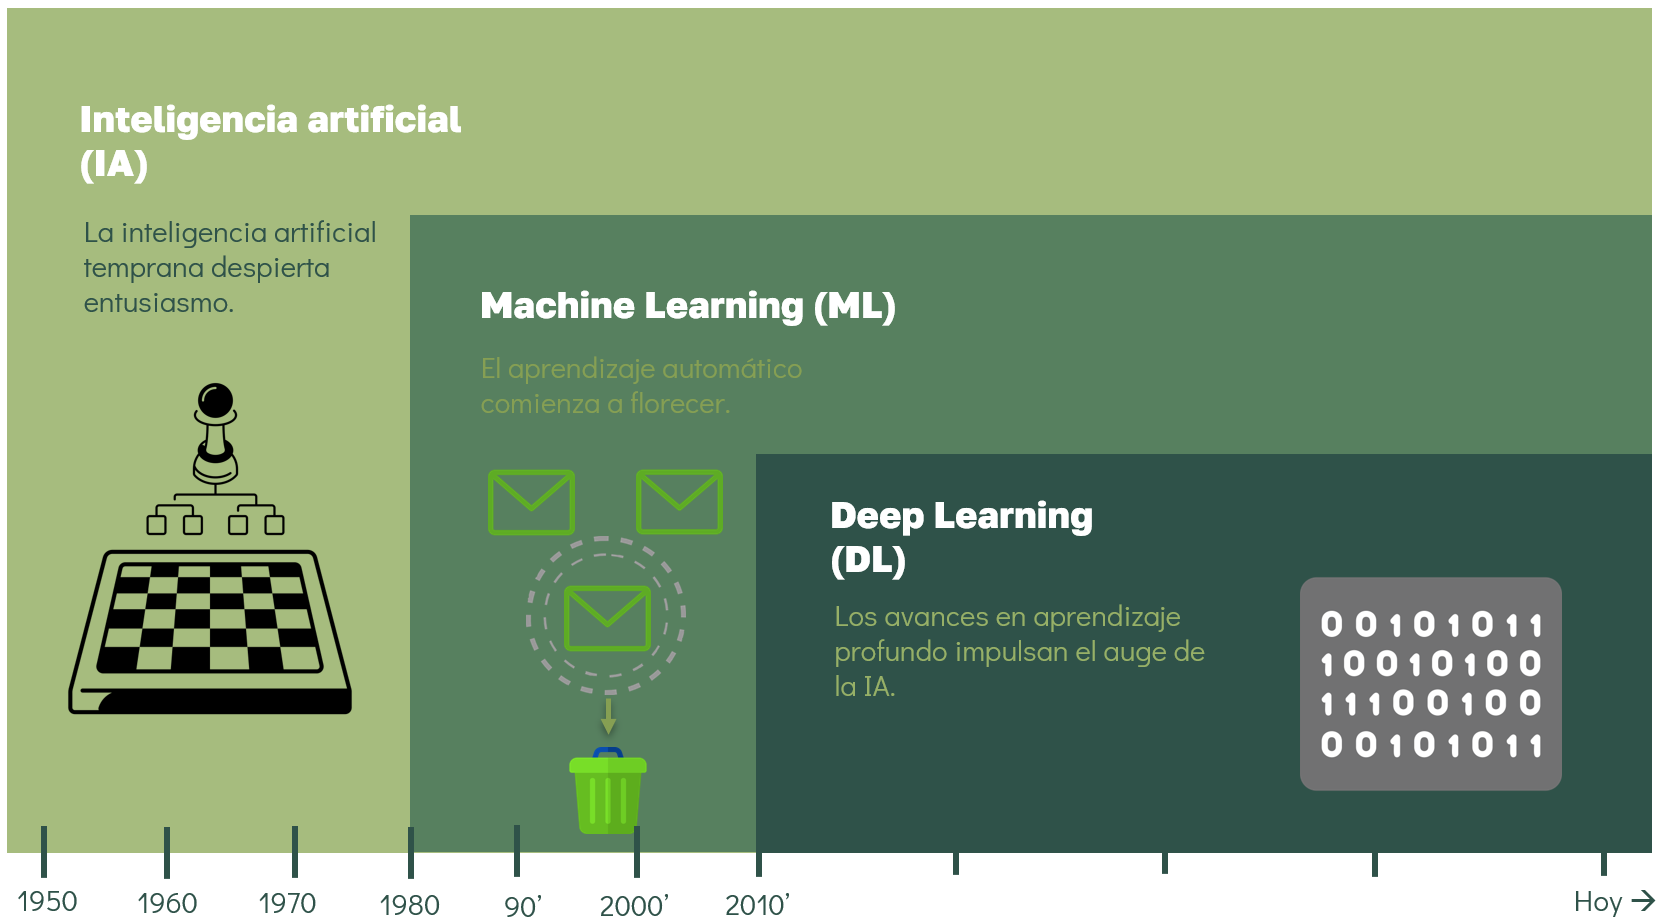 Inteligencia artificial
(IA)
La inteligencia artificial
temprana despierta
entusiasmo.
Machine Learning (ML)
El aprendizaje automático
comienza a florecer.
Deep Learning
(DL)
Los avances en aprendizaje
profundo impulsan el auge de
la IA.
0 0 1 0 1 0 1 1
1 0 0 1 0 1 0 0
1 1 1 0 0 1 0 0
0 0 1 0 1 0 1 1
1950 1960 1970 1980 90’ 2000’ 2010’ Hoy →